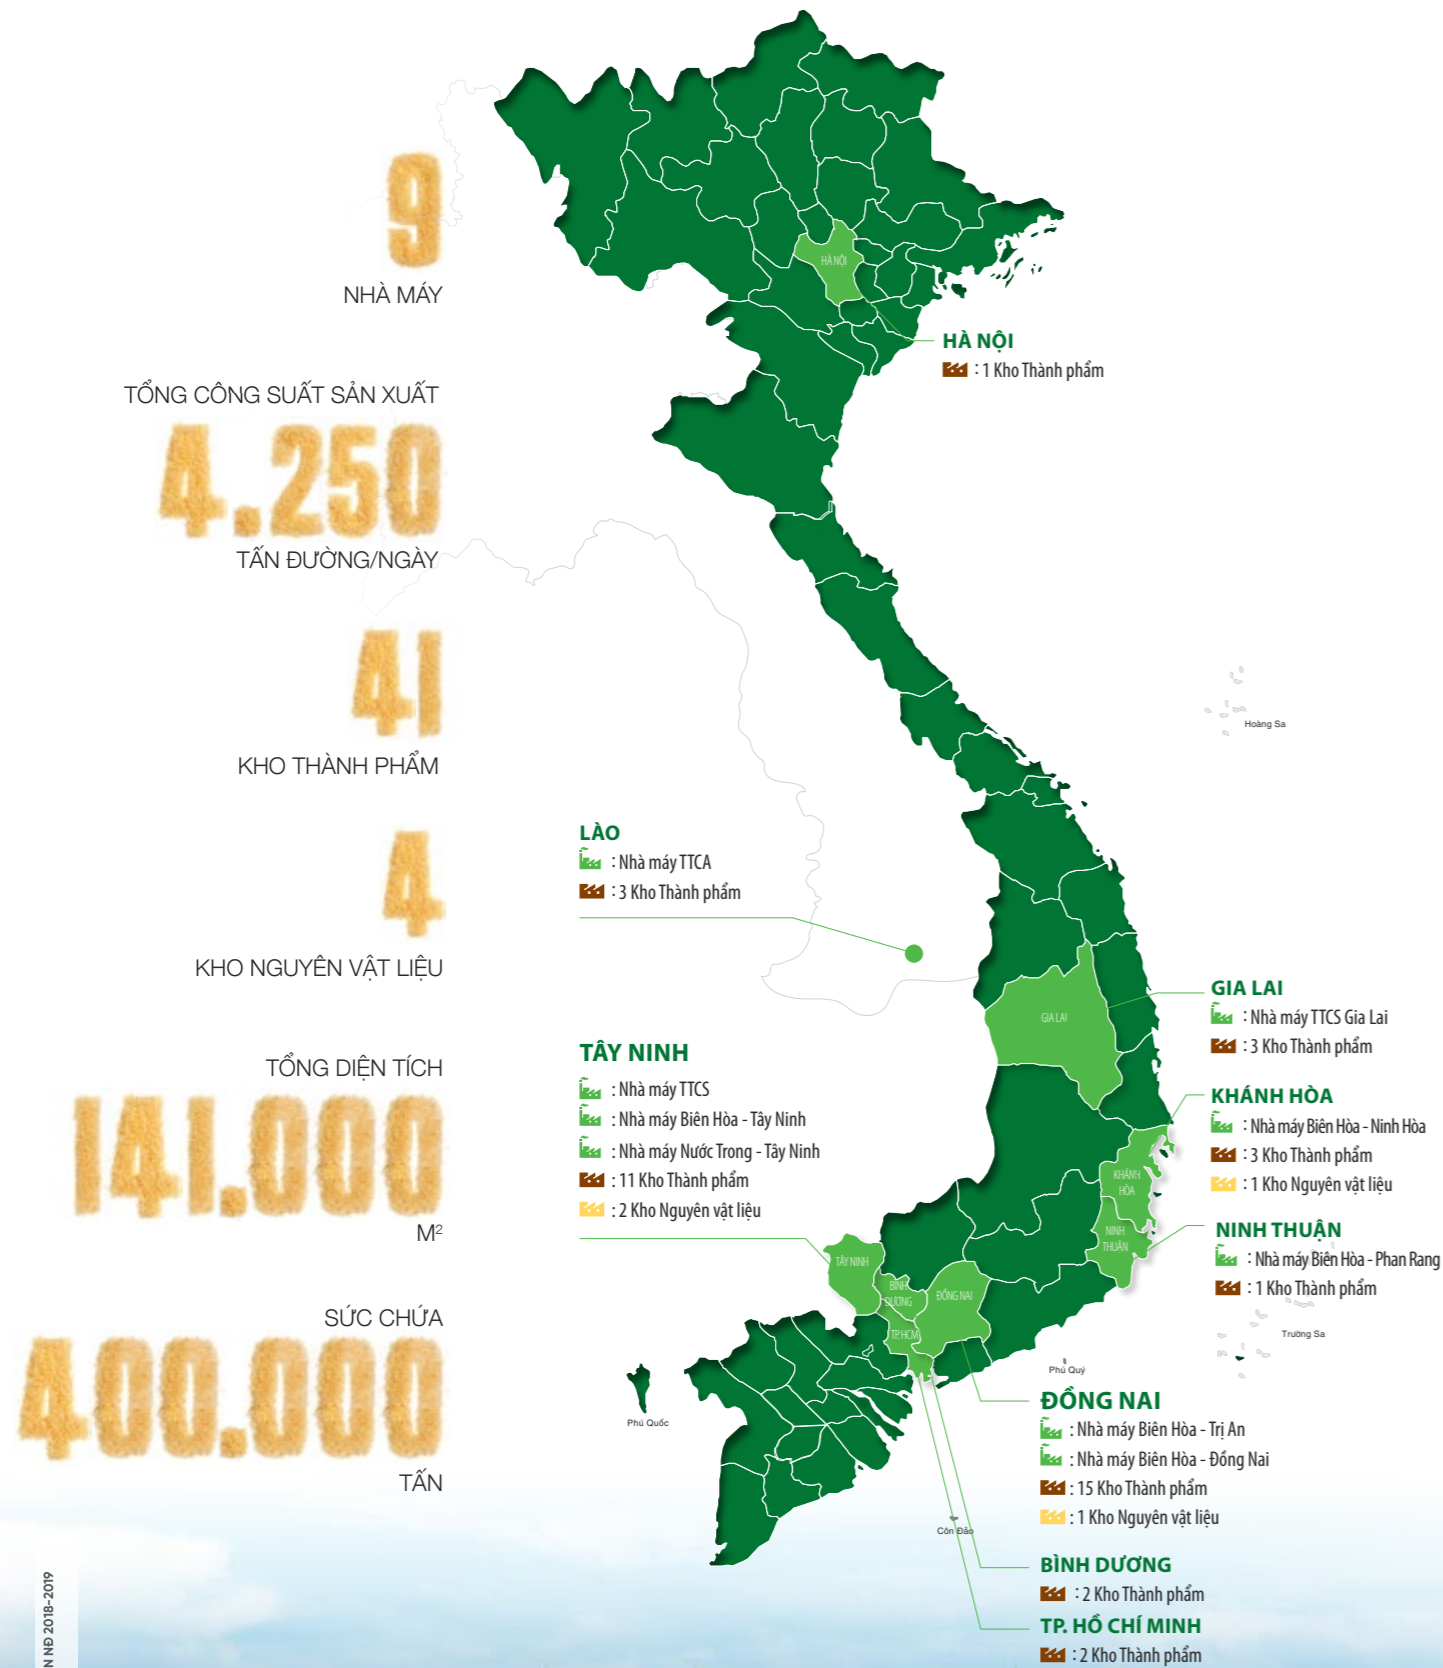 9
NHÀ MÁY
TỔNG CÔNG SUẤT SẢN XUẤT
4.250
TẤN ĐƯỜNG/NGÀY
41
KHO THÀNH PHẨM
4
KHO NGUYÊN VẬT LIỆU
TỔNG DIỆN TÍCH
141.000
M²
SỨC CHỨA
400.000
TẤN
N NĐ 2018-2019
HÀ NỘI
HÀ NỘI
: 1 Kho Thành phẩm
Hoàng Sa
LÀO
: Nhà máy TTCA
: 3 Kho Thành phẩm
GIA LAI
GIA LAI
: Nhà máy TTCS Gia Lai
: 3 Kho Thành phẩm
TÂY NINH
: Nhà máy TTCS
: Nhà máy Biên Hòa - Tây Ninh
: Nhà máy Nước Trong - Tây Ninh
: 11 Kho Thành phẩm
: 2 Kho Nguyên vật liệu
KHÁNH HÒA
: Nhà máy Biên Hòa - Ninh Hòa
: 3 Kho Thành phẩm
: 1 Kho Nguyên vật liệu
KHÁNH
HÒA
NINH
THUẬN
NINH THUẬN
: Nhà máy Biên Hòa - Phan Rang
: 1 Kho Thành phẩm
TÂY NINH
BÌNH
DƯƠNG
ĐỒNG NAI
TP. HCM
Trường Sa
Phú Quý
Phú Quốc
ĐỒNG NAI
: Nhà máy Biên Hòa - Trị An
: Nhà máy Biên Hòa - Đồng Nai
: 15 Kho Thành phẩm
: 1 Kho Nguyên vật liệu
Côn Đảo
BÌNH DƯƠNG
: 2 Kho Thành phẩm
TP. HỒ CHÍ MINH
: 2 Kho Thành phẩm